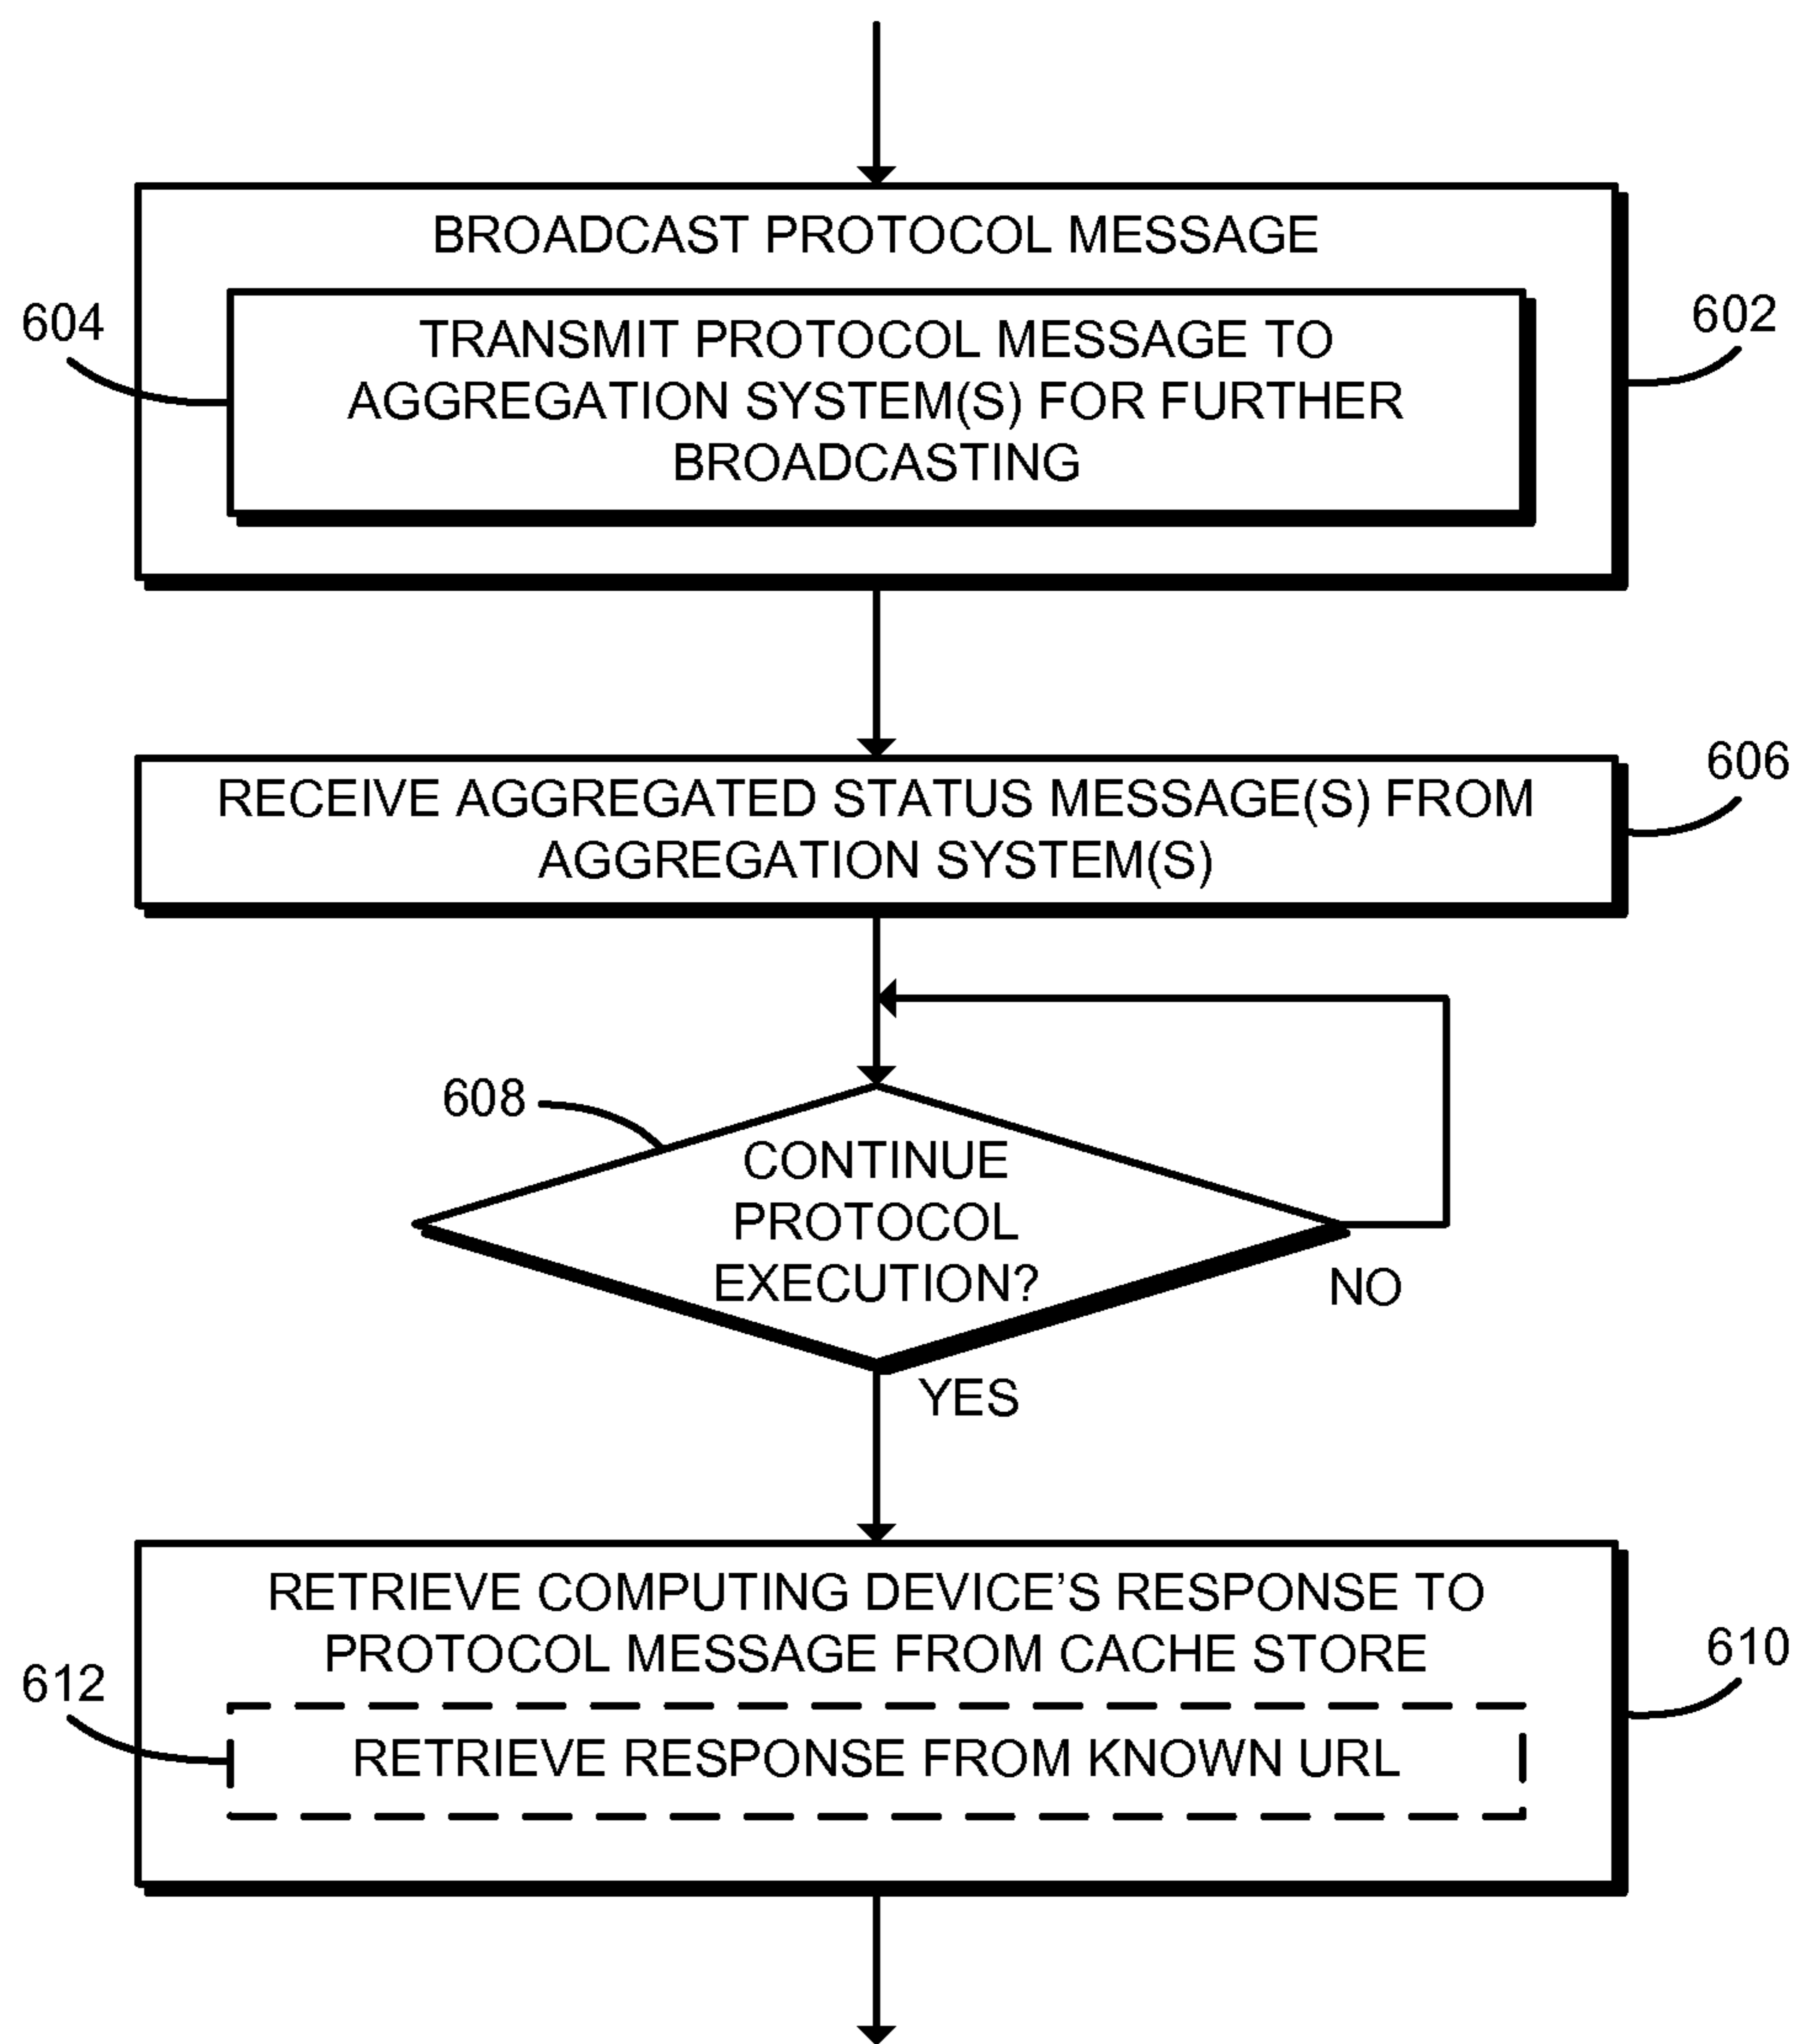 BROADCAST PROTOCOL MESSAGE
604
TRANSMIT PROTOCOL MESSAGE TO
AGGREGATION SYSTEM(S) FOR FURTHER
BROADCASTING
602
RECEIVE AGGREGATED STATUS MESSAGE(S) FROM
AGGREGATION SYSTEM(S)
606
608
CONTINUE
PROTOCOL
EXECUTION?
NO
YES
RETRIEVE COMPUTING DEVICE’S RESPONSE TO
PROTOCOL MESSAGE FROM CACHE STORE
610
612
RETRIEVE RESPONSE FROM KNOWN URL